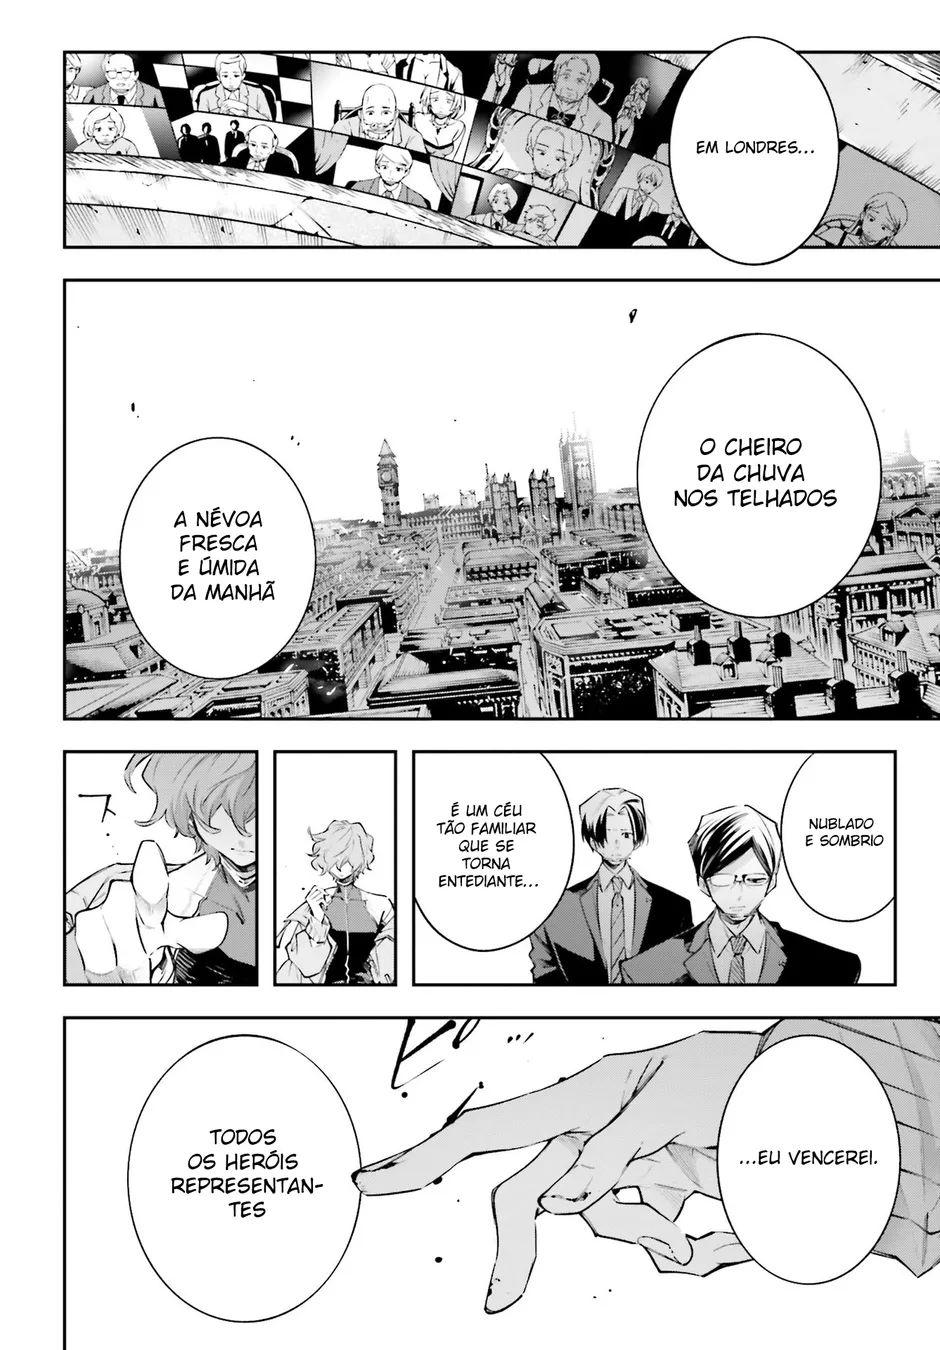 EM LONDRES...
O CHEIRO
DA CHUVA
NOS TELHADOS
A NÉVOA
FRESCA
E ÚMIDA
DA MANHÃ
NUBLADO
E SOMBRIO
É UM CÉU
TÃO FAMILIAR
QUE SE
TORNA
ENTEDIANTE...
ス
...EU VENCEREI.
TODOS
OS HERÓIS
REPRESENTAN-
TES